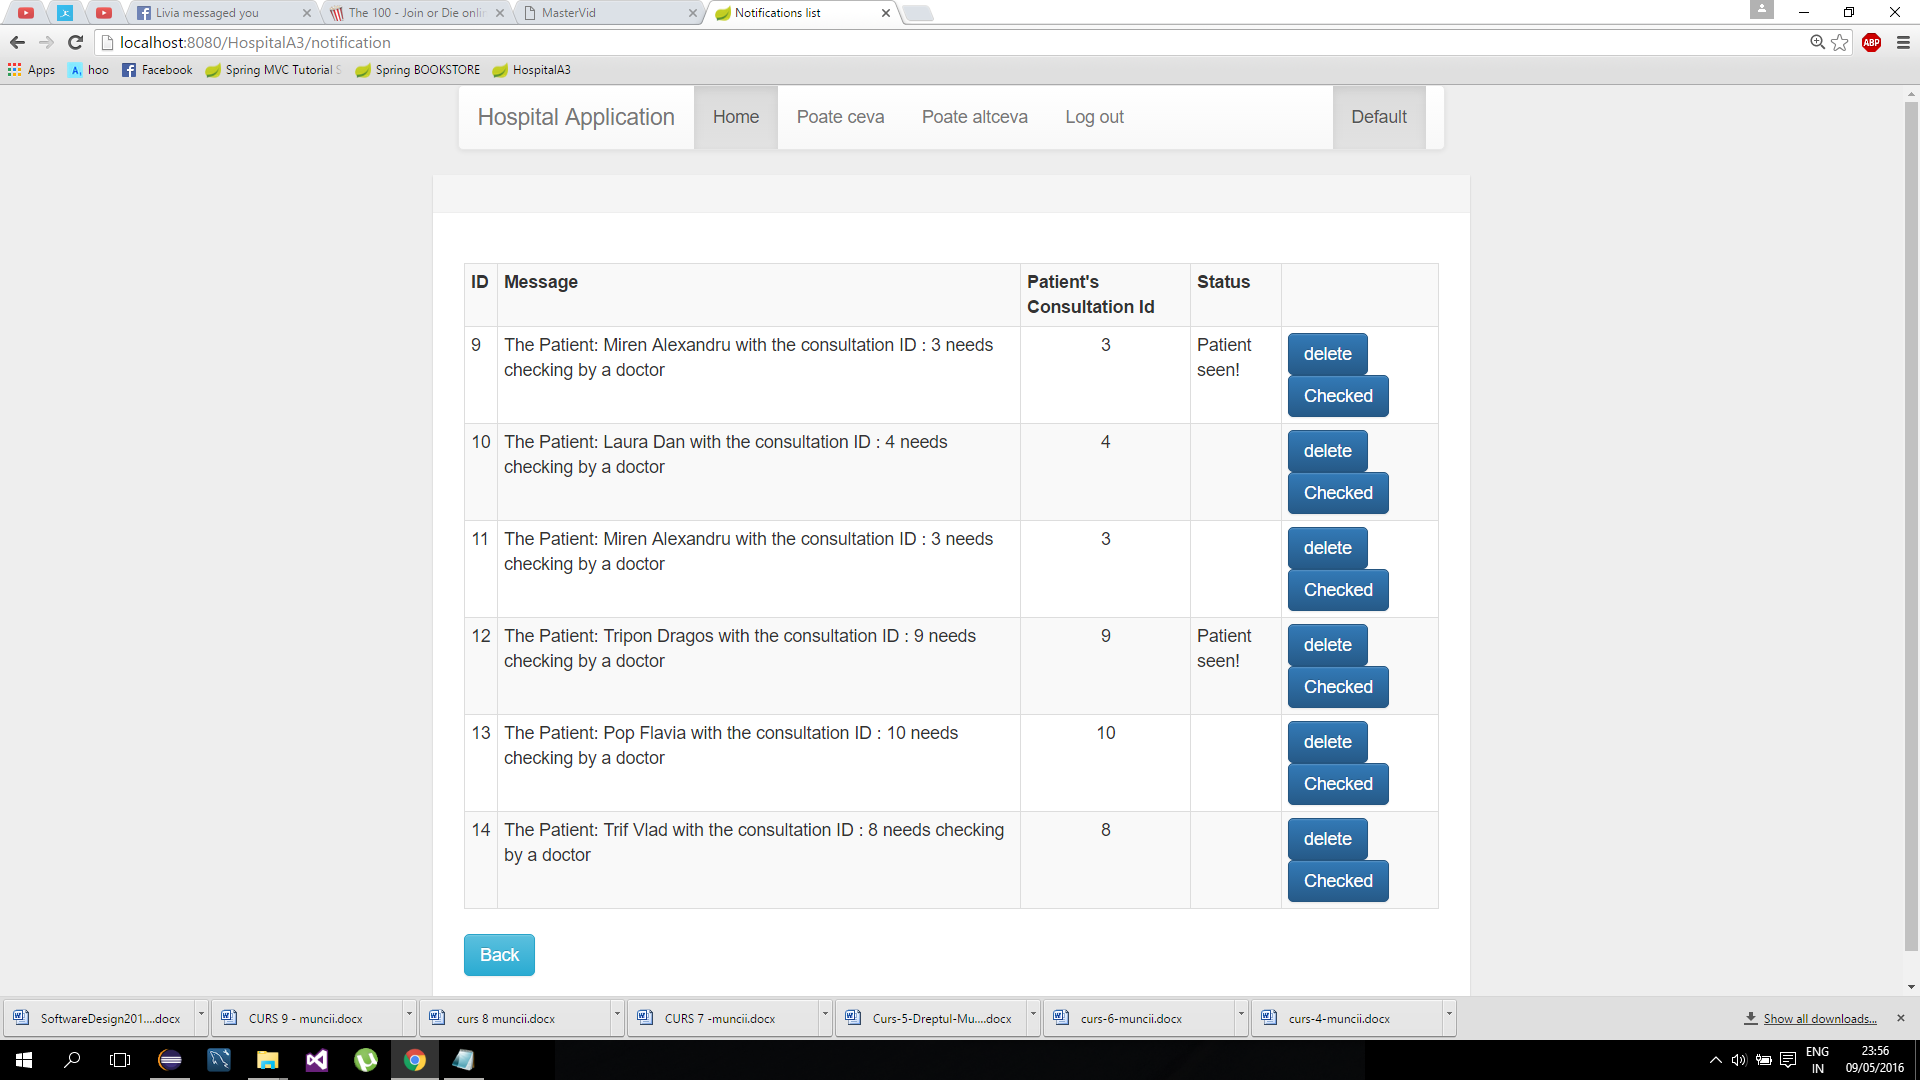 Livia messaged you
The 100 - Join or Die onlin
MasterVid
Notifications list
localhost:8080/HospitalA3/notification
ABP
Apps
hoo
Facebook
Spring MVC Tutorial S
Spring BOOKSTORE
HospitalA3
Hospital Application
Home
Poate ceva
Poate altceva
Log out
Default
ID
Message
Patient's
Consultation Id
Status
9
The Patient: Miren Alexandru with the consultation ID : 3 needs
checking by a doctor
3
Patient
seen!
delete
Checked
10
The Patient: Laura Dan with the consultation ID : 4 needs
checking by a doctor
4
delete
Checked
11
The Patient: Miren Alexandru with the consultation ID : 3 needs
checking by a doctor
3
delete
Checked
12
The Patient: Tripon Dragos with the consultation ID : 9 needs
checking by a doctor
9
Patient
seen!
delete
Checked
13
The Patient: Pop Flavia with the consultation ID : 10 needs
checking by a doctor
10
delete
Checked
14
The Patient: Trif Vlad with the consultation ID : 8 needs checking
by a doctor
8
delete
Checked
Back
SoftwareDesign201....docx
CURS 9 - muncii.docx
curs 8 muncii.docx
CURS 7 -muncii.docx
Curs-5-Dreptul-Mu....docx
curs-6-muncii.docx
curs-4-muncii.docx
Show all downloads...
ENG
IN
23:56
09/05/2016